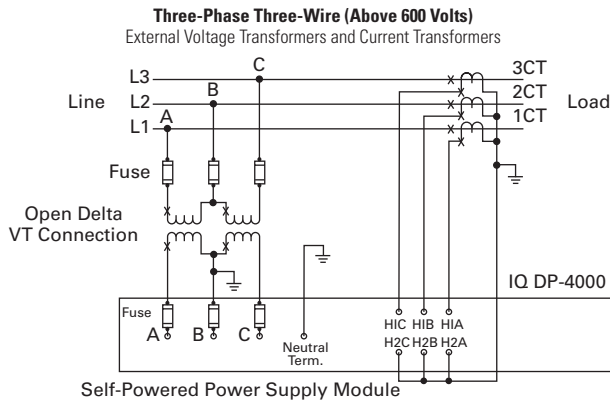 Three-Phase Three-Wire (Above 600 Volts)
External Voltage Transformers and Current Transformers
C
L3
3CT
B
Line
L2
2CT
Load
A
L1
1CT
Fuse
Open Delta
VT Connection
IQ DP-4000
Fuse
A
B
C
Neutral
Term.
HIC HIB HIA
H2C H2B H2A
Self-Powered Power Supply Module